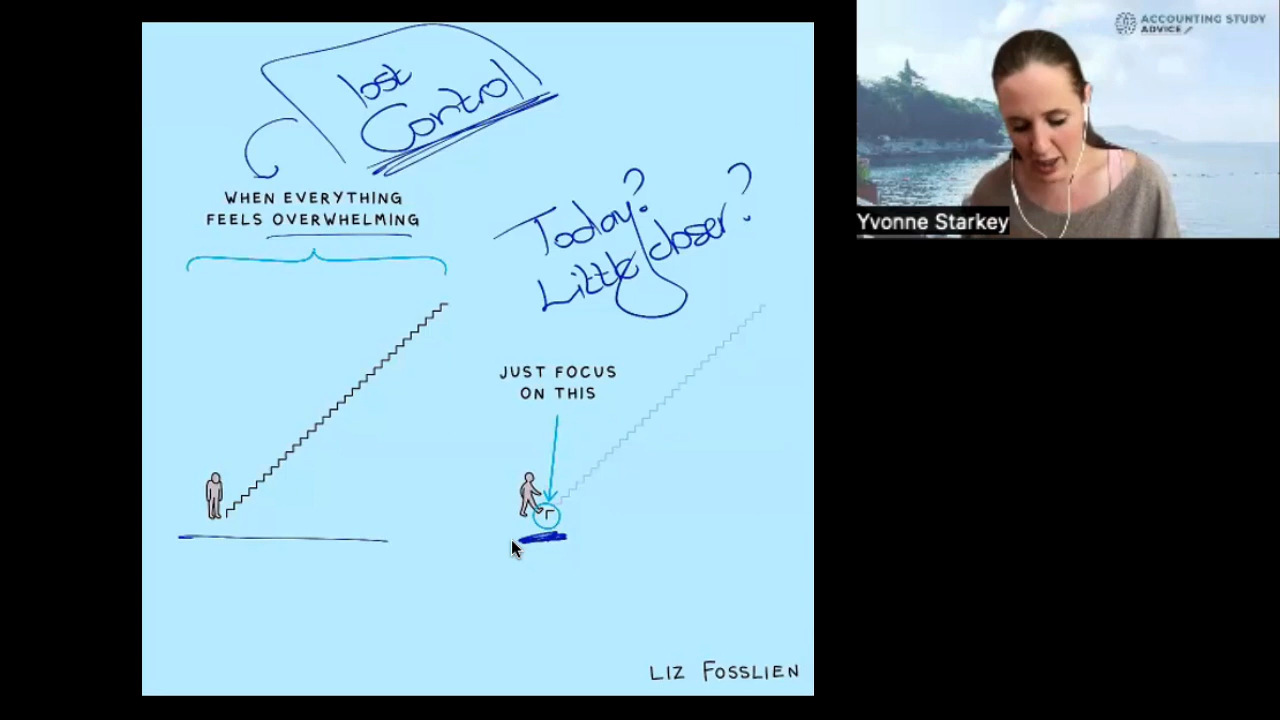 lost
Control
WHEN EVERYTHING
FEELS OVERWHELMING
Today?
Little closer?
JUST FOCUS
ON THIS
LIZ FOSSLIEN
ACCOUNTING STUDY
ADVICE
Yvonne Starkey